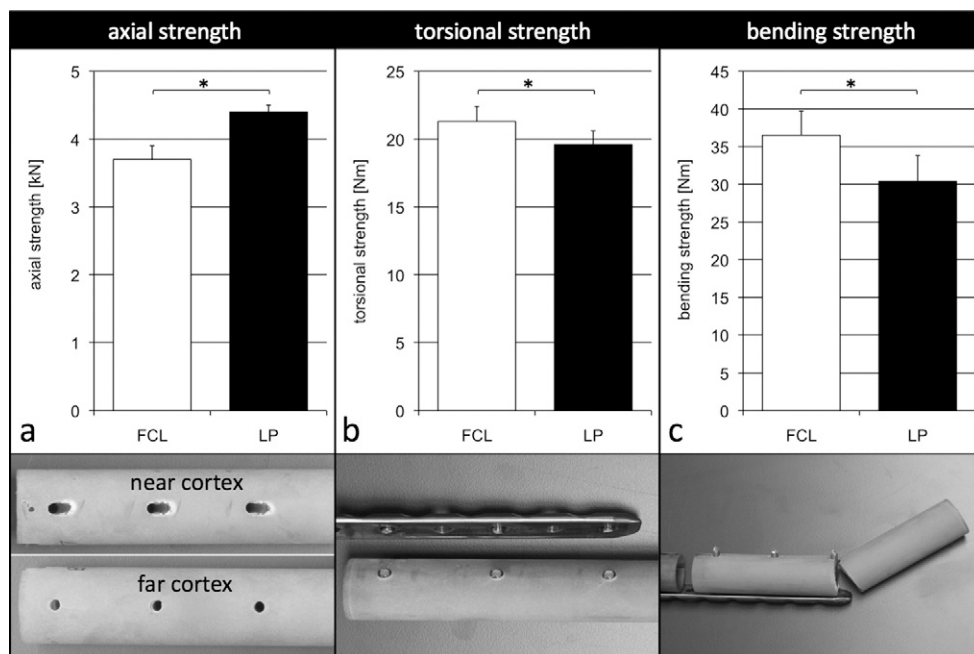 axial strength
torsional strength
bending strength
axial strength [kN]
5
4
3
2
1
0
*
FCL
LP
a
torsional strength [Nm]
25
20
15
10
5
0
*
FCL
LP
b
bending strength [Nm]
45
40
35
30
25
20
15
10
5
0
*
FCL
LP
c
near cortex
far cortex